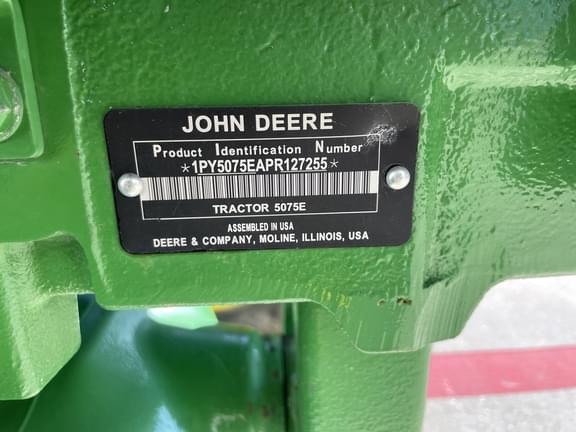 JOHN DEERE
Product Identification Number
*1PY5075EAPR127255*
TRACTOR 5075E
ASSEMBLED IN USA
DEERE & COMPANY, MOLINE, ILLINOIS, USA